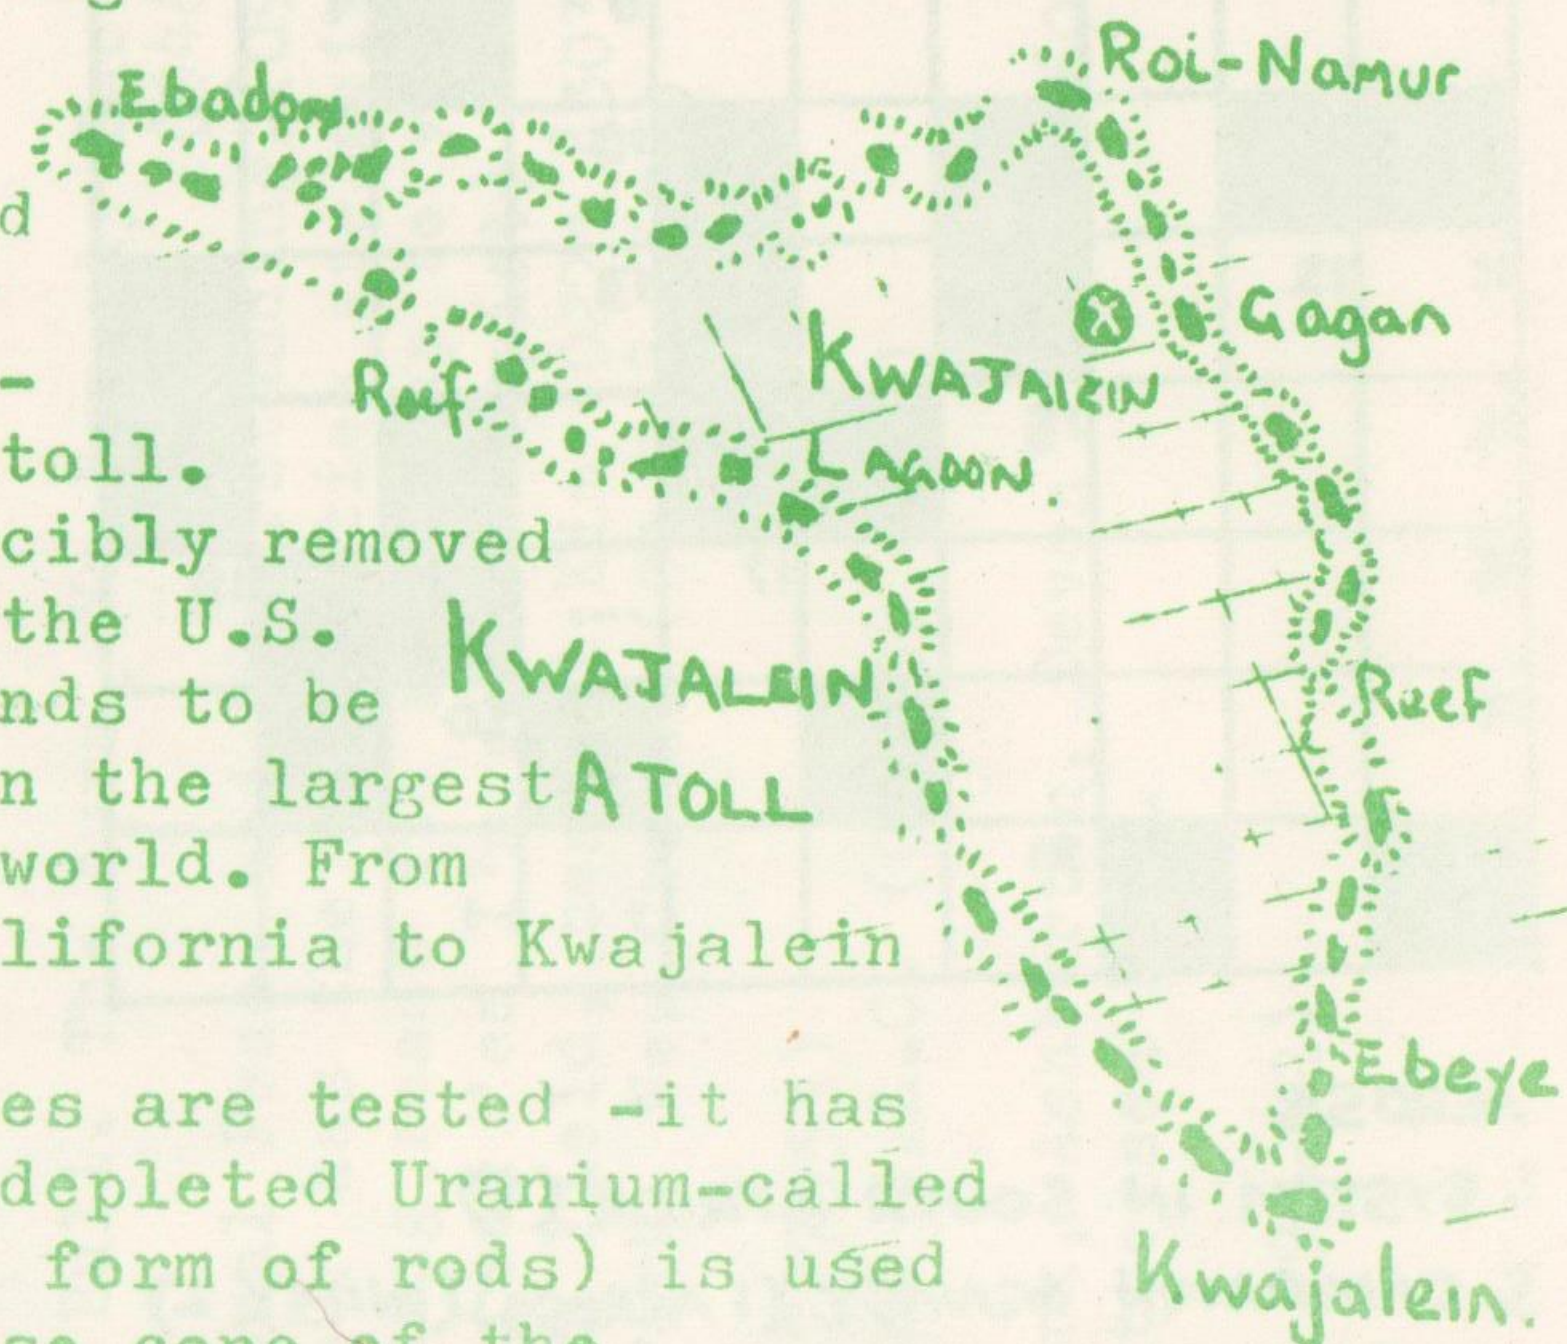 Roi-Namur
Ebadon
d
Gagan
KWAJALEIN
Reef
LAGOON.
toll.
cibly removed
the U.S.
KWAJALEIN
nds to be
Reef
n the largest ATOLL
world. From
lifornia to Kwajalein
Ebeye
es are tested -it has
depleted Uranium-called
form of rods) is used
Kwajalein.